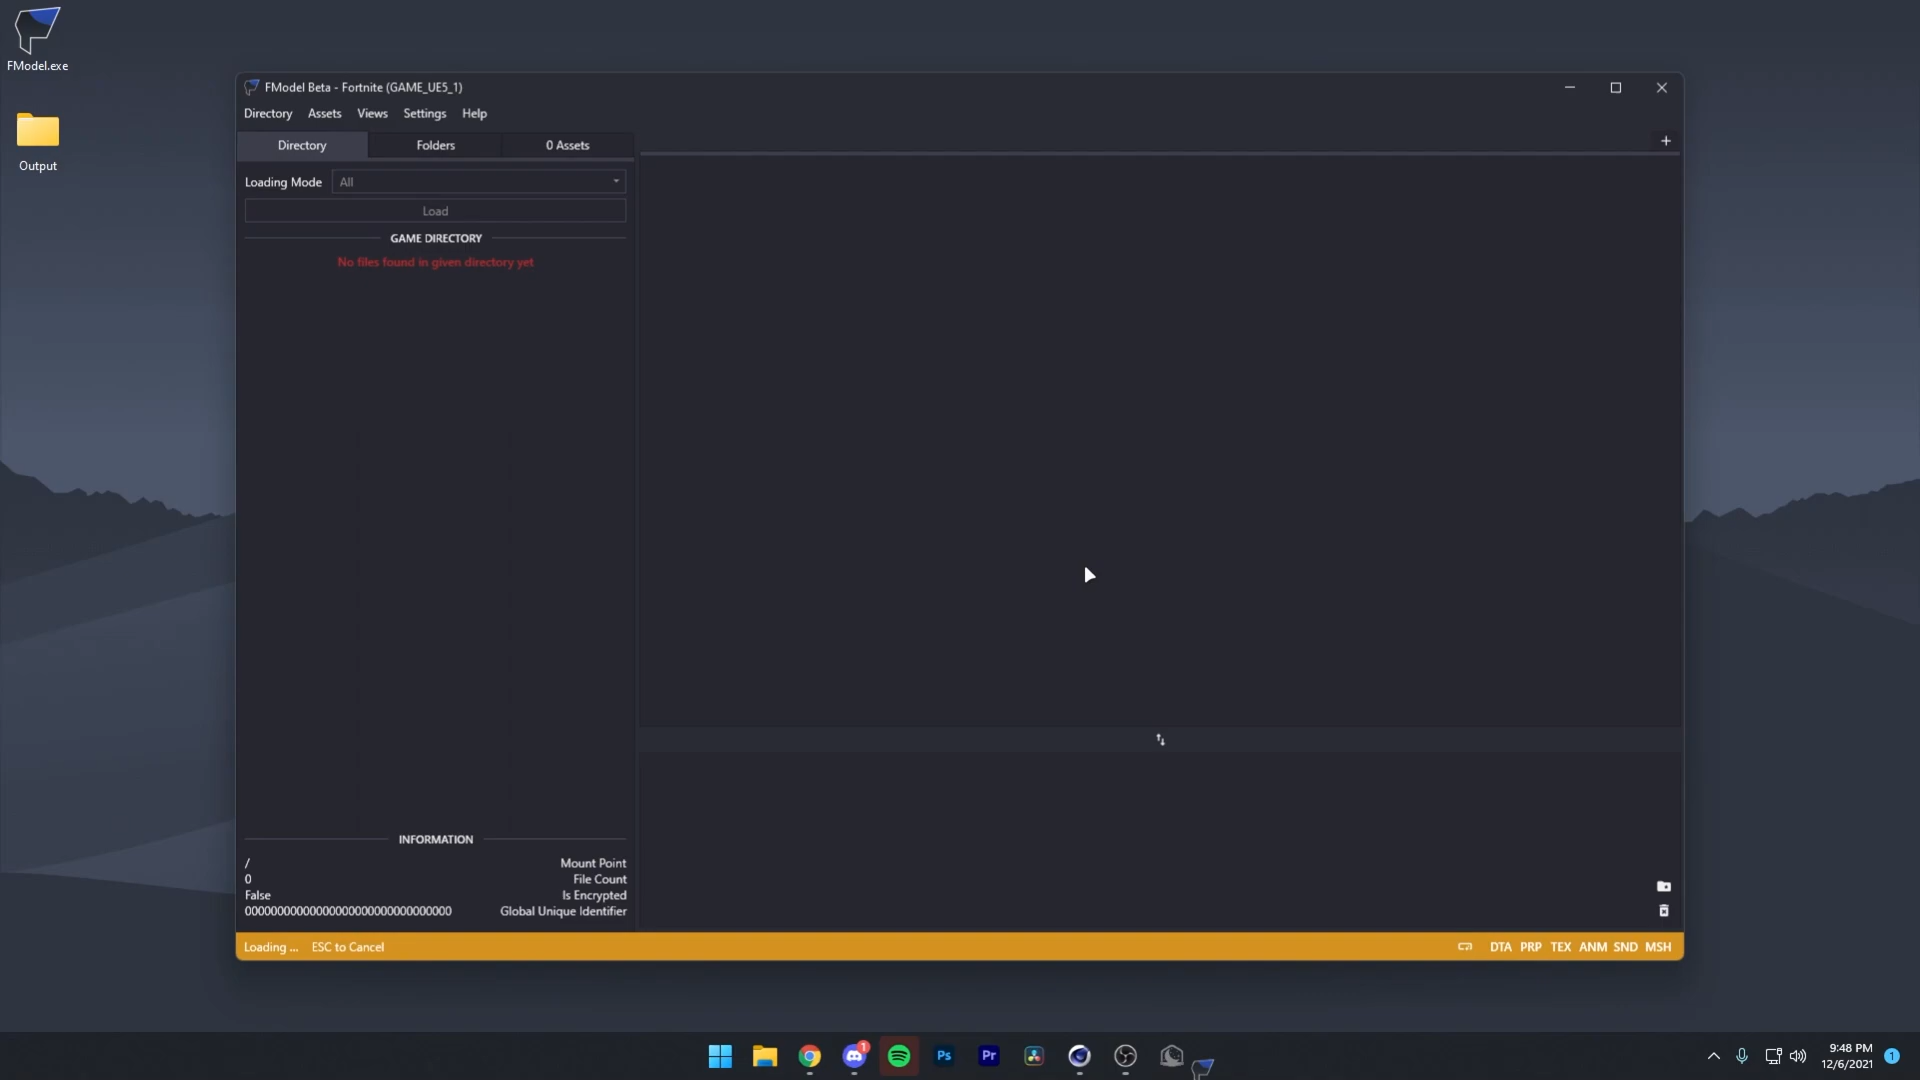 FModel.exe
Output
FModel Beta - Fortnite (GAME_UE5_1)
Directory Assets Views Settings Help
Directory Folders 0 Assets
Loading Mode All
Load
GAME DIRECTORY
No files found in given directory yet
INFORMATION
/ Mount Point
0 File Count
False Is Encrypted
00000000000000000000000000000000 Global Unique Identifier
Loading ... ESC to Cancel DTA PRP TEX ANM SND MSH
1
Ps Pr
9:48 PM
12/6/2021
1